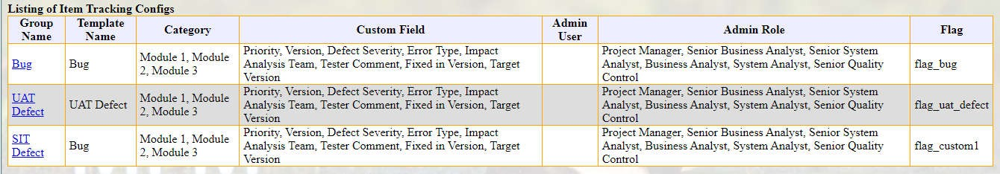 Listing of Item Tracking Configs
Group Name Template Name Category Custom Field Admin User Admin Role Flag
Bug Bug Module 1, Module 2, Module 3 Priority, Version, Defect Severity, Error Type, Impact Analysis Team, Tester Comment, Fixed in Version, Target Version Project Manager, Senior Business Analyst, Senior System Analyst, Business Analyst, System Analyst, Senior Quality Control flag_bug
UAT Defect UAT Defect Module 1, Module 2, Module 3 Priority, Version, Defect Severity, Error Type, Impact Analysis Team, Tester Comment, Fixed in Version, Target Version Project Manager, Senior Business Analyst, Senior System Analyst, Business Analyst, System Analyst, Senior Quality Control flag_uat_defect
SIT Defect Bug Module 1, Module 2, Module 3 Priority, Version, Defect Severity, Error Type, Impact Analysis Team, Tester Comment, Fixed in Version, Target Version Project Manager, Senior Business Analyst, Senior System Analyst, Business Analyst, System Analyst, Senior Quality Control flag_custom1